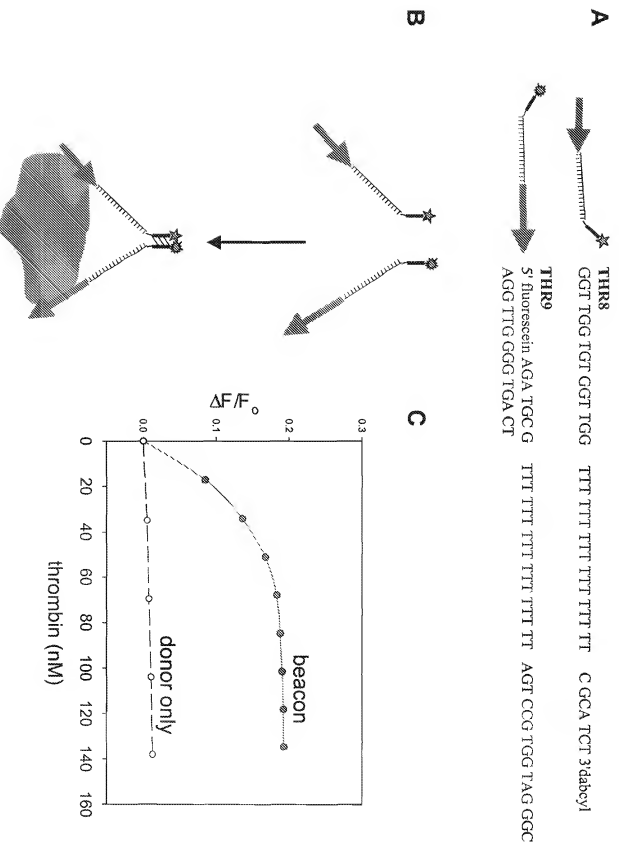 A
THR8
GGT TGG TGT GGT TGG TTT TTT TTT TTT TTT TT C GCA TCT 3'dabcyl
THR9
5' fluorescein AGA TGC G TTT TTT TTT TTT TTT TT AGT CCG TGG TAG GGC
AGG TTG GGG TGA CT
B
C
ΔF/Fo
0.3
0.2
0.1
0.0
beacon
donor only
0 20 40 60 80 100 120 140 160
thrombin (nM)